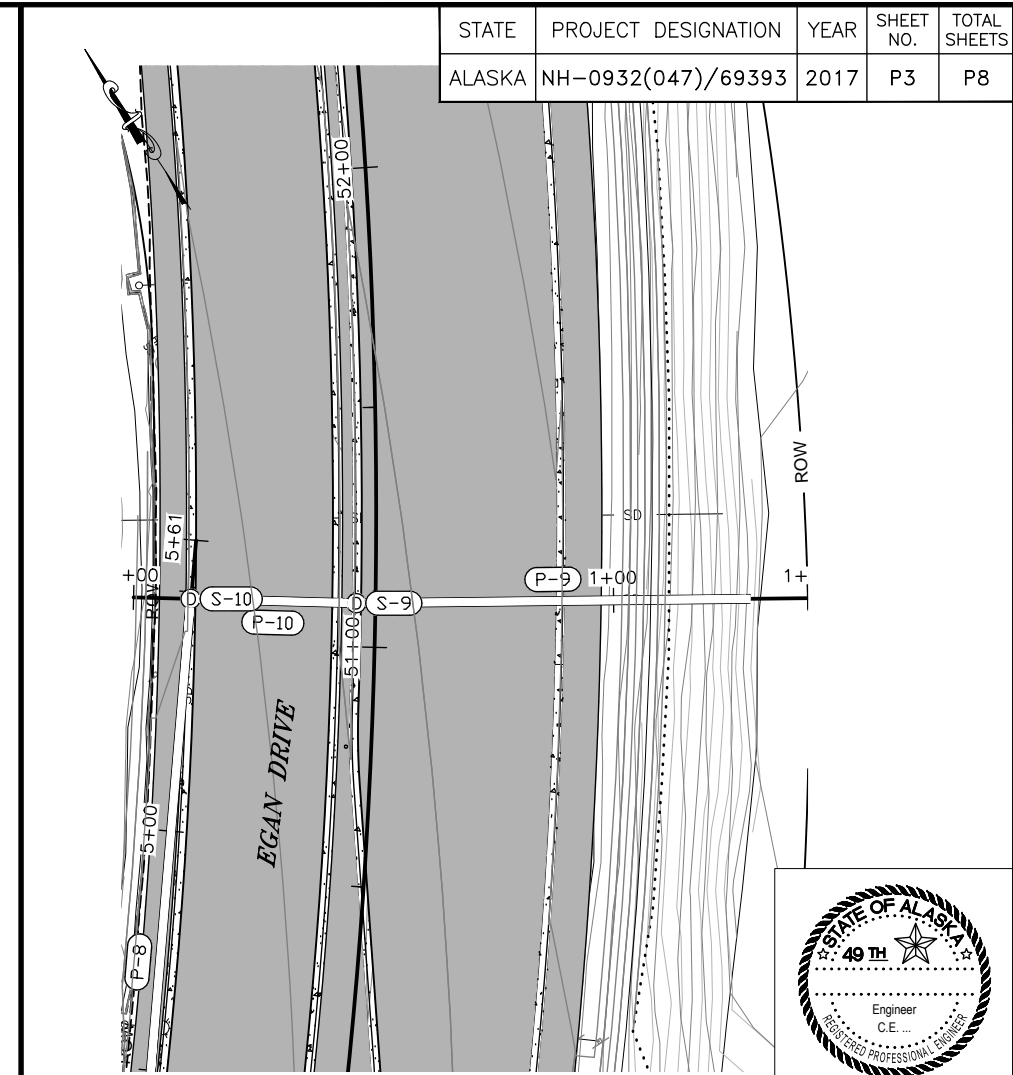 STATE PROJECT DESIGNATION YEAR SHEET NO. TOTAL SHEETS
ALASKA NH-0932(047)/69393 2017 P3 P8
52+00
ROW
SD
5+61
+00
P-9
1+00
1+
ROW
D
S-10
D
S-9
P-10
51+00
SD
EGAN DRIVE
5+00
P-8
STATE OF ALASKA
49 TH
Engineer
C.E. ...
REGISTERED PROFESSIONAL ENGINEER